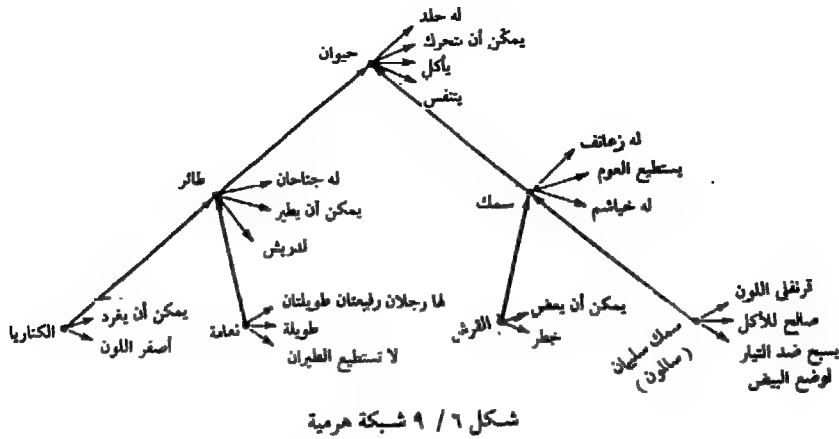 حيوان
له جلد
يمكن أن تتحرك
يأكل
يتنفس
طائر
له جناحان
يمكن أن يطير
له ريش
سمك
له زعانف
يستطيع العوم
له خياشم
الكناريا
يمكن أن يغرد
أصفر اللون
نعامة
لها رجلان رفيعتان طويلتان
طويلة
لا تستطيع الطيران
القرش
يمكن أن يعض
خطر
سمك سليمان
(سالمون)
قرنفلى اللون
صالح للأكل
يسبح ضد التيار
لوضع البيض
شكل ٦ / ٩ شبكة هرمية